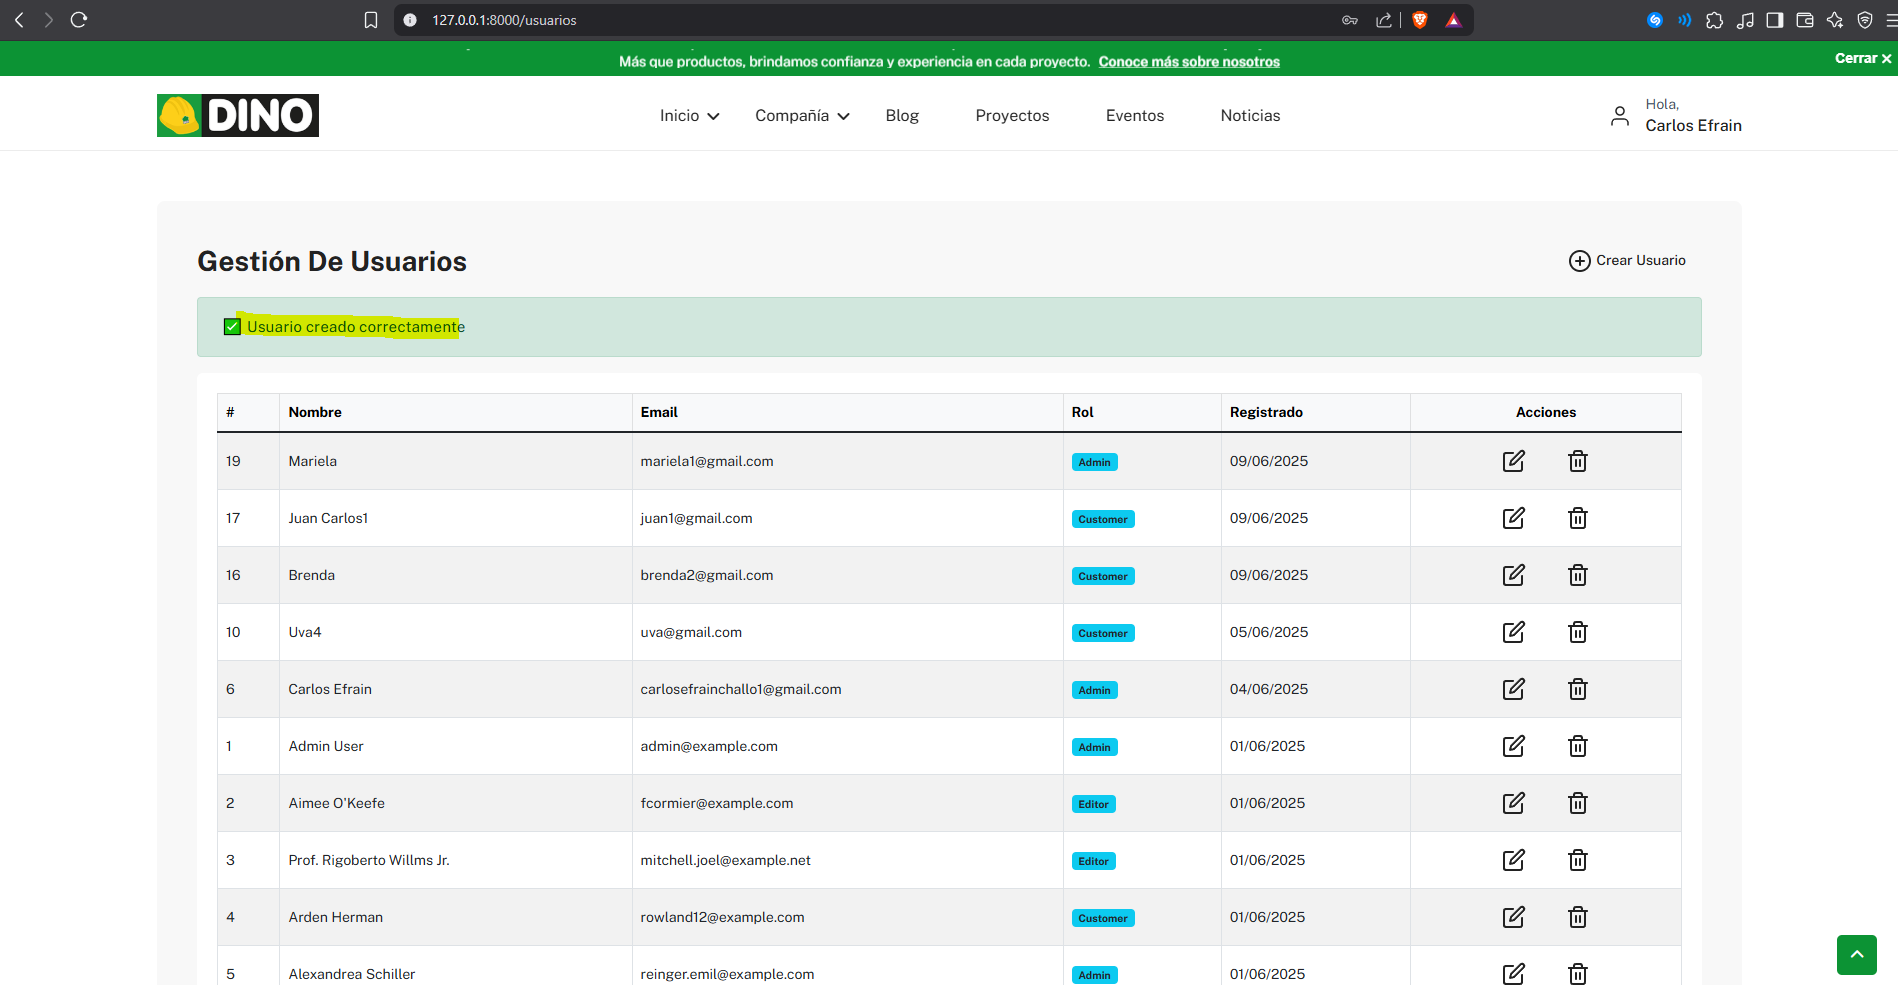 127.0.0.1:8000/usuarios
Más que productos, brindamos confianza y experiencia en cada proyecto. Conoce más sobre nosotros
Cerrar ×
DINO
Inicio Compañía Blog Proyectos Eventos Noticias
Hola,
Carlos Efrain
Gestión De Usuarios
Crear Usuario
✅ Usuario creado correctamente
# Nombre Email Rol Registrado Acciones
19 Mariela mariela1@gmail.com Admin 09/06/2025
17 Juan Carlos1 juan1@gmail.com Customer 09/06/2025
16 Brenda brenda2@gmail.com Customer 09/06/2025
10 Uva4 uva@gmail.com Customer 05/06/2025
6 Carlos Efrain carlosefrainchallo1@gmail.com Admin 04/06/2025
1 Admin User admin@example.com Admin 01/06/2025
2 Aimee O'Keefe fcormier@example.com Editor 01/06/2025
3 Prof. Rigoberto Willms Jr. mitchell.joel@example.net Editor 01/06/2025
4 Arden Herman rowland12@example.com Customer 01/06/2025
5 Alexandrea Schiller reinger.emil@example.com Admin 01/06/2025